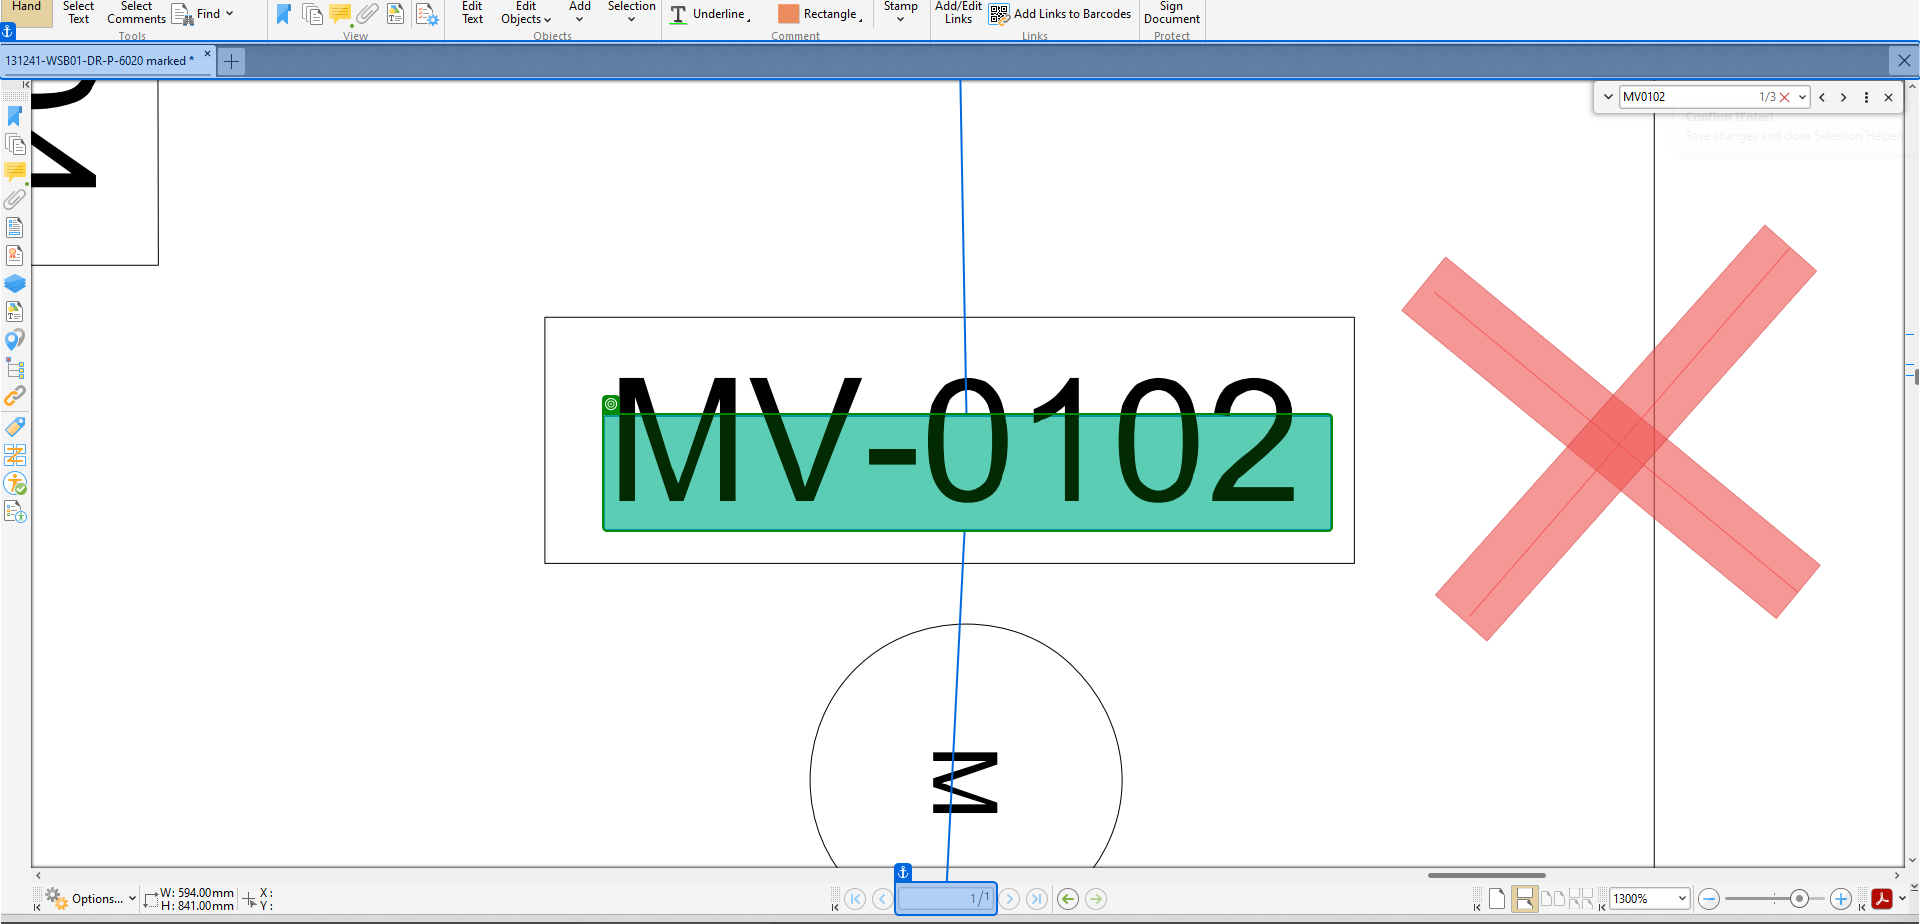 Hand
Select Text
Select Comments
Find
Tools
View
Edit Text
Edit Objects
Add
Selection
Objects
Underline
Rectangle
Stamp
Comment
Add/Edit Links
Add Links to Barcodes
Links
Sign Document
Protect
131241-WSB01-DR-P-6020 marked *
MV0102
1/3
Confirm (Enter)
Save changes and close Selection Helper
MV-0102
M
Options...
W: 594.00mm
H: 841.00mm
X:
Y:
1/1
1300%